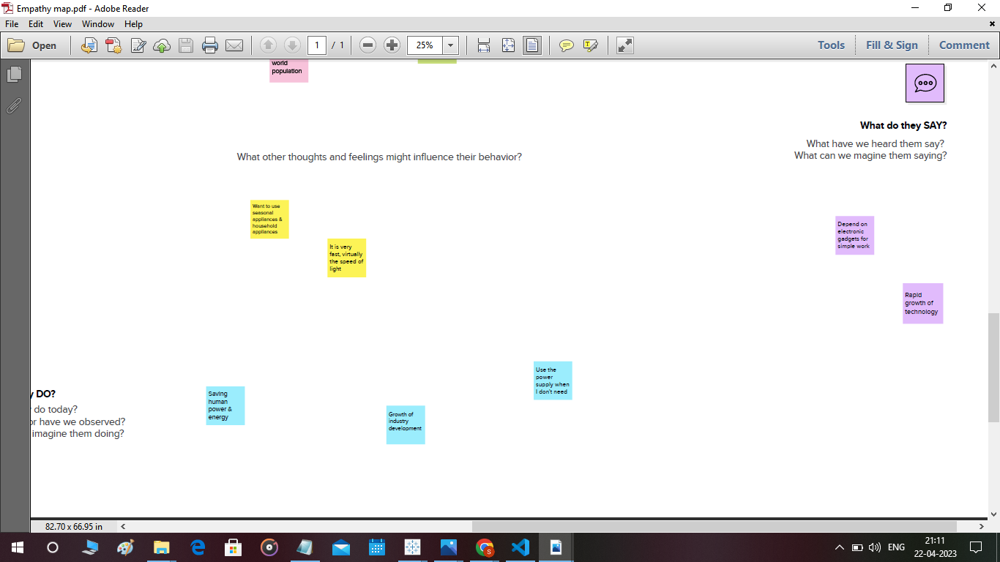 Empathy map.pdf - Adobe Reader
File Edit View Window Help
Open
1 / 1
25%
Tools Fill & Sign Comment
world
population
What do they SAY?
What have we heard them say?
What can we magine them saying?
What other thoughts and feelings might influence their behavior?
Want to use
seasonal
appliances &
household
appliances
It is very
fast, virtually
the speed of
light
Depend on
electronic
gadgets for
simple work
Rapid
growth of
technology
Use the
power
supply when
I don't need
y DO?
do today?
or have we observed?
imagine them doing?
Saving
human
power &
energy
Growth of
industry
development
82.70 x 66.95 in
S
ENG
21:11
22-04-2023